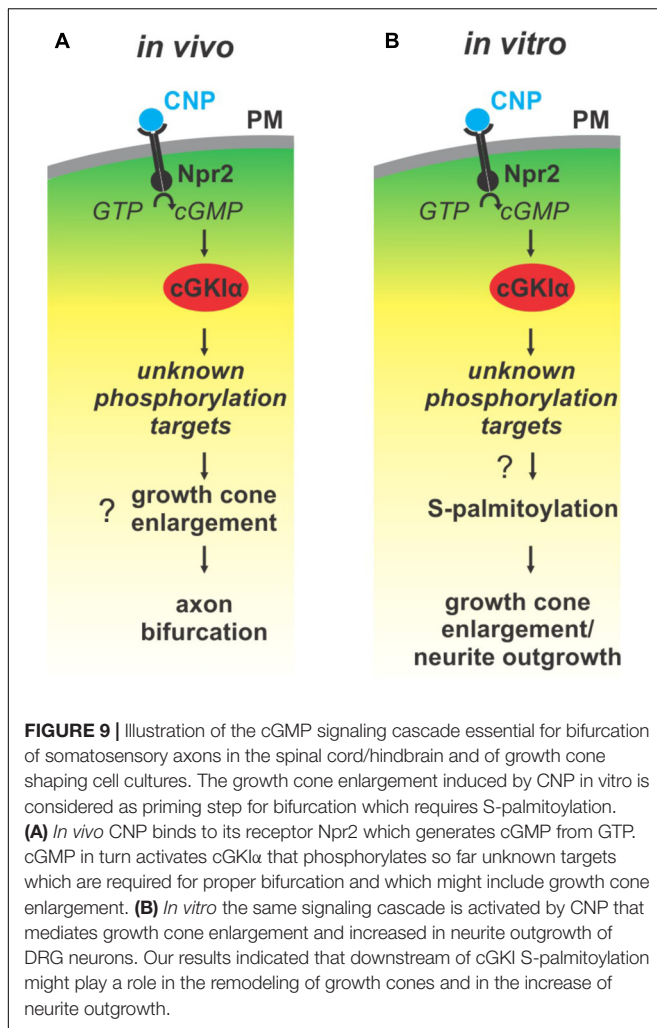 A in vivo
CNP
PM
Npr2
GTP cGMP
cGKIα
unknown
phosphorylation
targets
? growth cone
enlargement
axon
bifurcation
B in vitro
CNP
PM
Npr2
GTP cGMP
cGKIα
unknown
phosphorylation
targets
?
S-palmitoylation
growth cone
enlargement/
neurite outgrowth
FIGURE 9 | Illustration of the cGMP signaling cascade essential for bifurcation
of somatosensory axons in the spinal cord/hindbrain and of growth cone
shaping cell cultures. The growth cone enlargement induced by CNP in vitro is
considered as priming step for bifurcation which requires S-palmitoylation.
(A) In vivo CNP binds to its receptor Npr2 which generates cGMP from GTP.
cGMP in turn activates cGKIα that phosphorylates so far unknown targets
which are required for proper bifurcation and which might include growth cone
enlargement. (B) In vitro the same signaling cascade is activated by CNP that
mediates growth cone enlargement and increased in neurite outgrowth of
DRG neurons. Our results indicated that downstream of cGKI S-palmitoylation
might play a role in the remodeling of growth cones and in the increase of
neurite outgrowth.